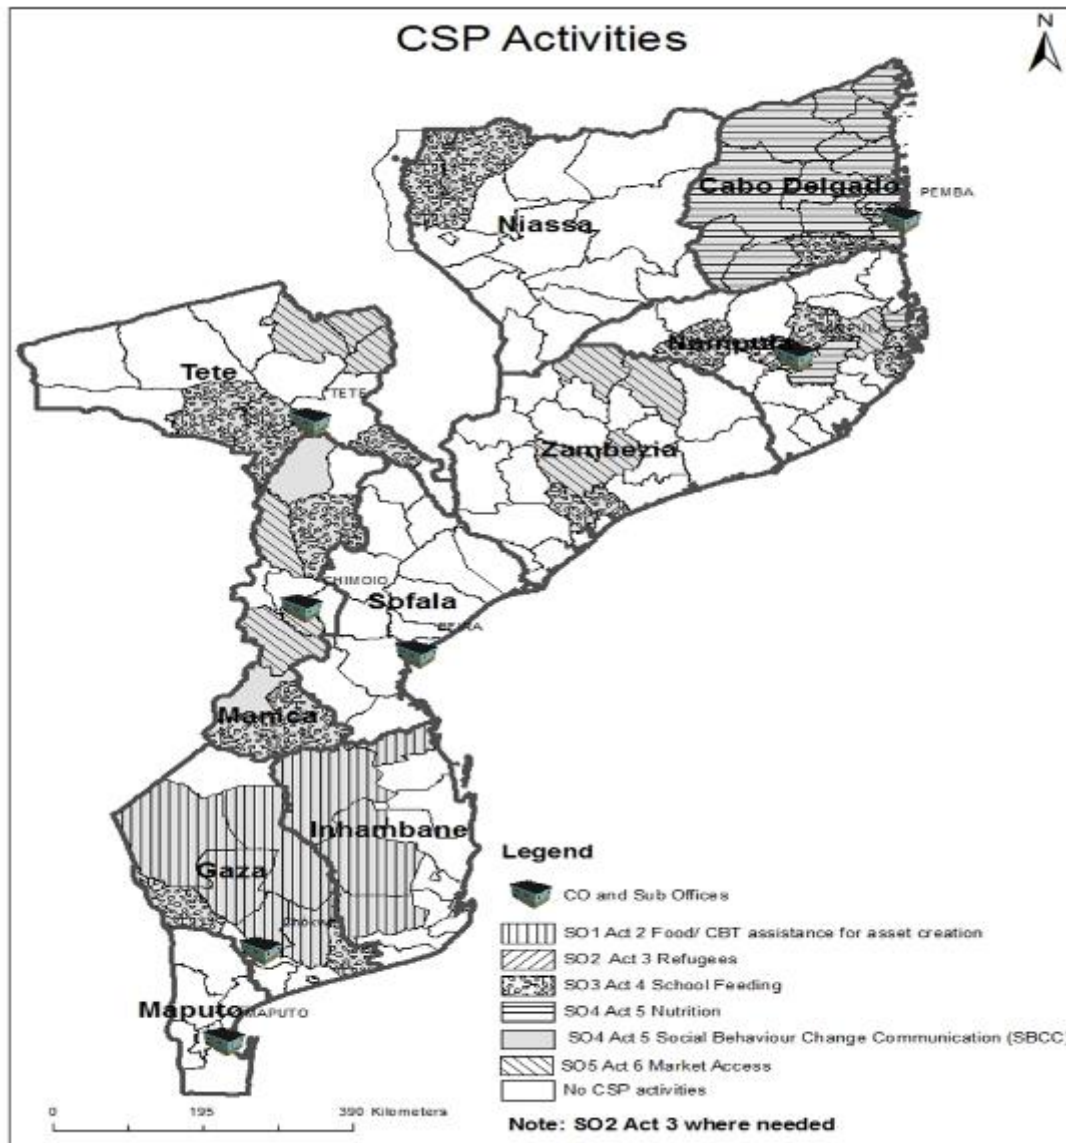 CSP Activities
N
Cabo Delgado
PEMBA
Niassa
Nampula
Tete
TETE
Zambezia
CHIMOIO
Sofala
BEIRA
Manica
Inhambane
Gaza
Maputo
MAPUTO
Legend
CO and Sub Offices
SO1 Act 2 Food/ CBT assistance for asset creation
SO2 Act 3 Refugees
SO3 Act 4 School Feeding
SO4 Act 5 Nutrition
SO4 Act 5 Social Behaviour Change Communication (SBCC)
SO5 Act 6 Market Access
No CSP activities
0 195 390 Kilometers
Note: SO2 Act 3 where needed